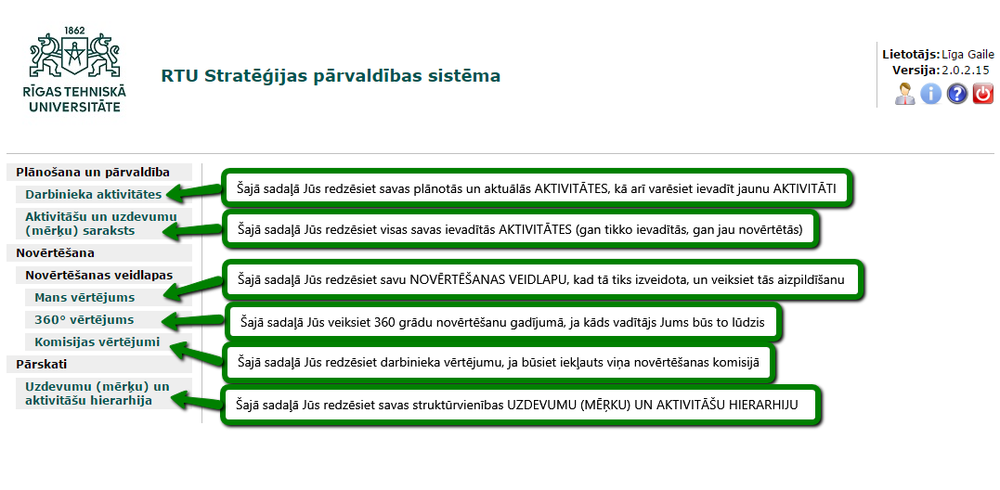 1862
RĪGAS TEHNISKĀ
UNIVERSITĀTE
RTU Stratēģijas pārvaldības sistēma
Lietotājs: Līga Gaile
Versija: 2.0.2.15
Plānošana un pārvaldība
Darbinieka aktivitātes
Šajā sadaļā Jūs redzēsiet savas plānotās un aktuālās AKTIVITĀTES, kā arī varēsiet ievadīt jaunu AKTIVITĀTI
Aktivitāšu un uzdevumu
(mērķu) saraksts
Šajā sadaļā Jūs redzēsiet visas savas ievadītās AKTIVITĀTES (gan tikko ievadītās, gan jau novērtētās)
Novērtēšana
Novērtēšanas veidlapas
Šajā sadaļā Jūs redzēsiet savu NOVĒRTĒŠANAS VEIDLAPU, kad tā tiks izveidota, un veiksiet tās aizpildīšanu
Mans vērtējums
360° vērtējums
Šajā sadaļā Jūs veiksiet 360 grādu novērtēšanu gadījumā, ja kāds vadītājs Jums būs to lūdzis
Komisijas vērtējumi
Šajā sadaļā Jūs redzēsiet darbinieka vērtējumu, ja būsiet iekļauts viņa novērtēšanas komisijā
Pārskati
Uzdevumu (mērķu) un
aktivitāšu hierarhija
Šajā sadaļā Jūs redzēsiet savas struktūrvienības UZDEVUMU (MĒRĶU) UN AKTIVITĀŠU HIERARHIJU